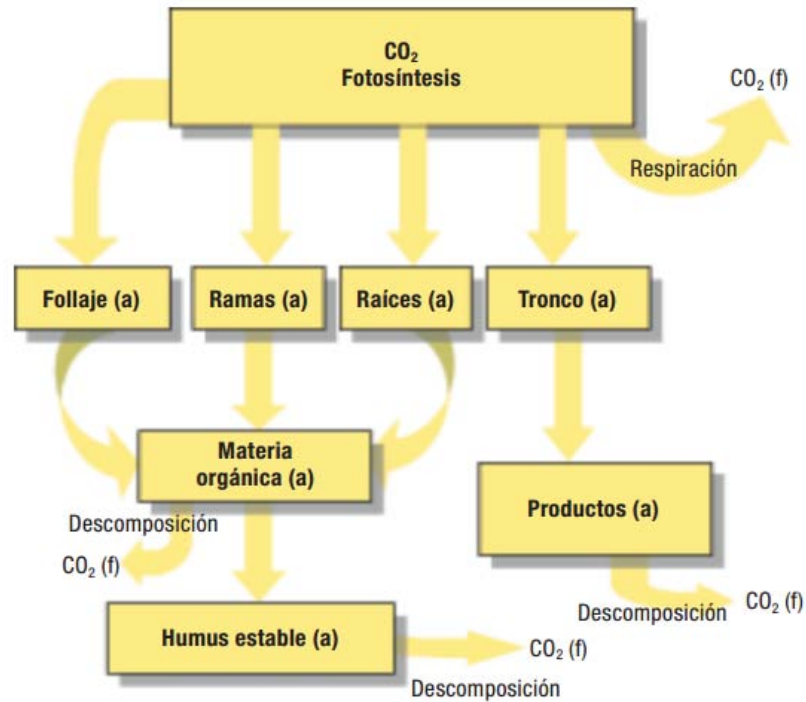 CO₂
Fotosíntesis
CO₂ (f)
Respiración
Follaje (a)
Ramas (a)
Raíces (a)
Tronco (a)
Materia
orgánica (a)
Productos (a)
Descomposición
CO₂ (f)
Descomposición
CO₂ (f)
Humus estable (a)
CO₂ (f)
Descomposición